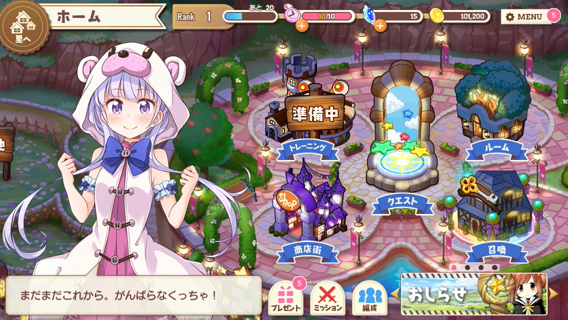 里へ
ホーム
Rank 1
あと 20
10/10
15
101,200
MENU
5
準備中
トレーニング
クエスト
ルーム
SHOP
商店街
召喚
まだまだこれから。がんばらなくっちゃ！
5
プレゼント
ミッション
編成
おしらせ